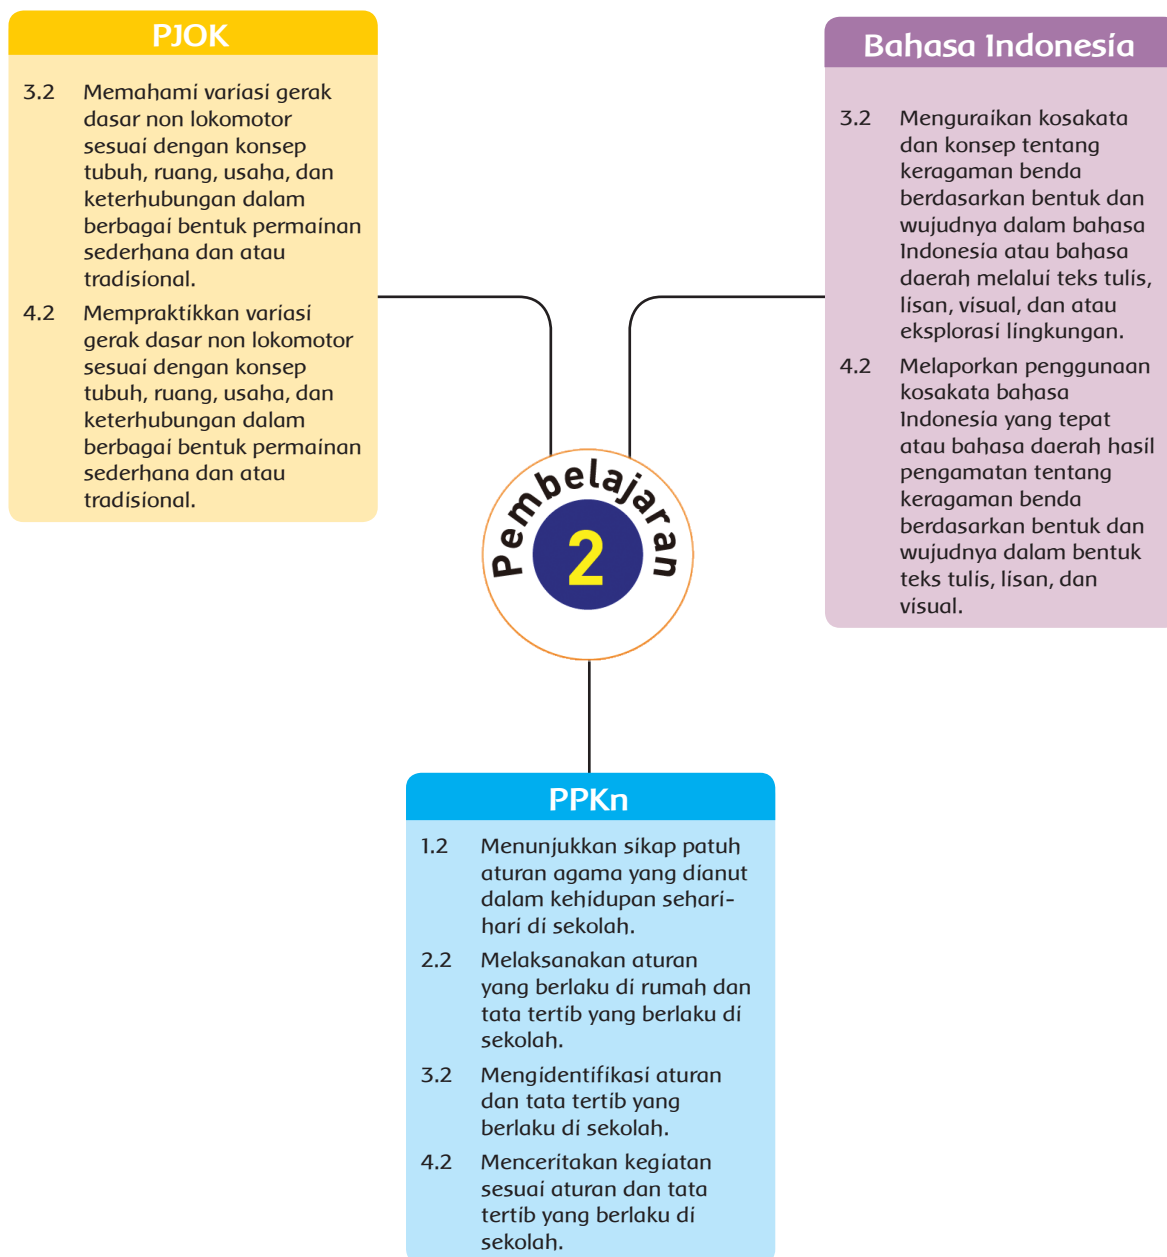 PJOK
3.2 Memahami variasi gerak
dasar non lokomotor
sesuai dengan konsep
tubuh, ruang, usaha, dan
keterhubungan dalam
berbagai bentuk permainan
sederhana dan atau
tradisional.
4.2 Mempraktikkan variasi
gerak dasar non lokomotor
sesuai dengan konsep
tubuh, ruang, usaha, dan
keterhubungan dalam
berbagai bentuk permainan
sederhana dan atau
tradisional.
Bahasa Indonesia
3.2 Menguraikan kosakata
dan konsep tentang
keragaman benda
berdasarkan bentuk dan
wujudnya dalam bahasa
Indonesia atau bahasa
daerah melalui teks tulis,
lisan, visual, dan atau
eksplorasi lingkungan.
4.2 Melaporkan penggunaan
kosakata bahasa
Indonesia yang tepat
atau bahasa daerah hasil
pengamatan tentang
keragaman benda
berdasarkan bentuk dan
wujudnya dalam bentuk
teks tulis, lisan, dan
visual.
Pembelajaran
2
PPKn
1.2 Menunjukkan sikap patuh
aturan agama yang dianut
dalam kehidupan sehari-
hari di sekolah.
2.2 Melaksanakan aturan
yang berlaku di rumah dan
tata tertib yang berlaku di
sekolah.
3.2 Mengidentifikasi aturan
dan tata tertib yang
berlaku di sekolah.
4.2 Menceritakan kegiatan
sesuai aturan dan tata
tertib yang berlaku di
sekolah.